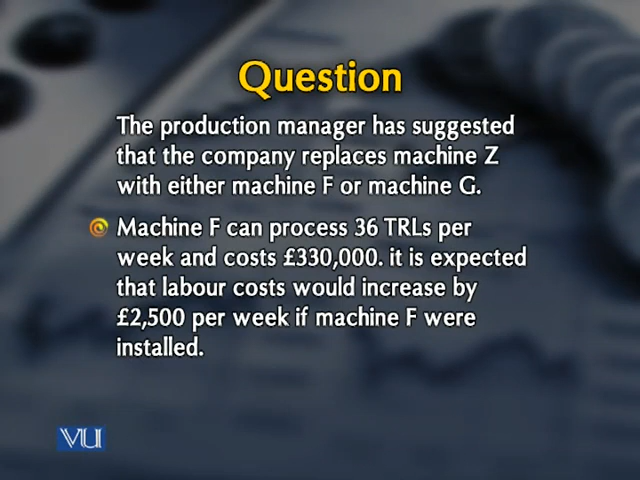 Question
The production manager has suggested
that the company replaces machine Z
with either machine F or machine G.
Machine F can process 36 TRLs per
week and costs £330,000. it is expected
that labour costs would increase by
£2,500 per week if machine F were
installed.
VU